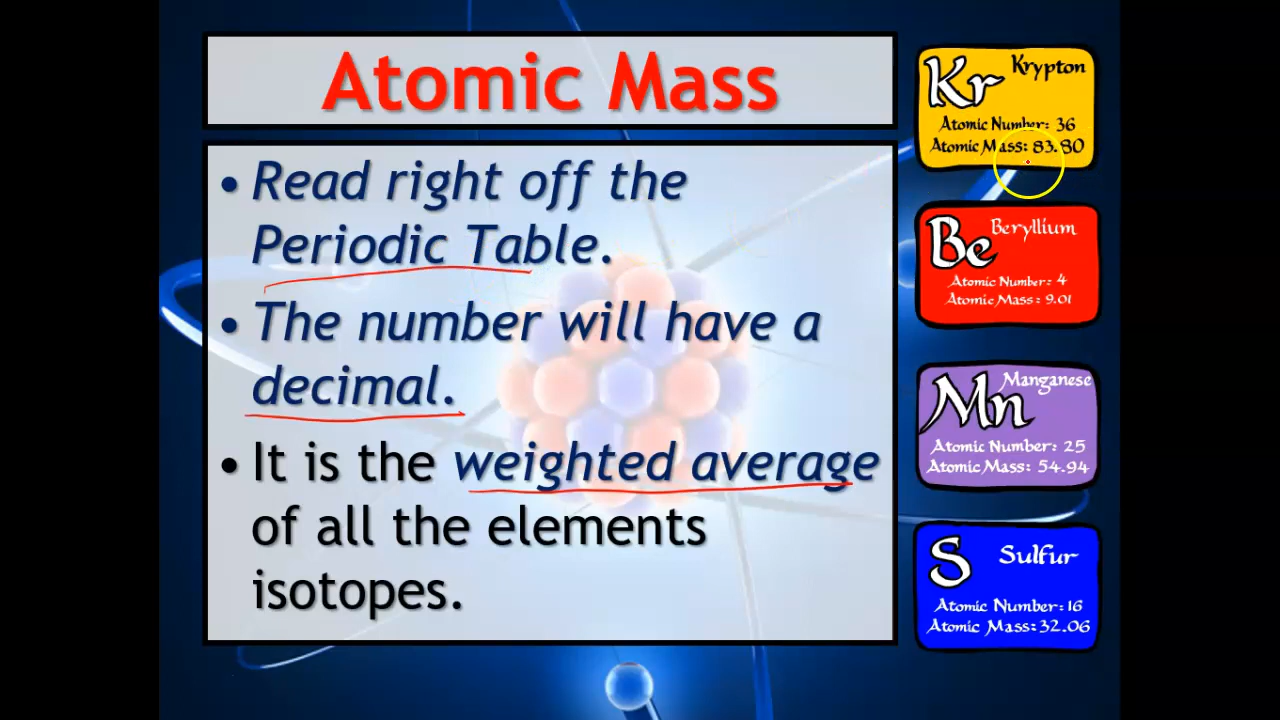 Atomic Mass
• Read right off the
Periodic Table.
• The number will have a
decimal.
• It is the weighted average
of all the elements
isotopes.
Kr Krypton
Atomic Number: 36
Atomic Mass: 83.80
Be Beryllium
Atomic Number: 4
Atomic Mass: 9.01
Mn Manganese
Atomic Number: 25
Atomic Mass: 54.94
S Sulfur
Atomic Number: 16
Atomic Mass: 32.06